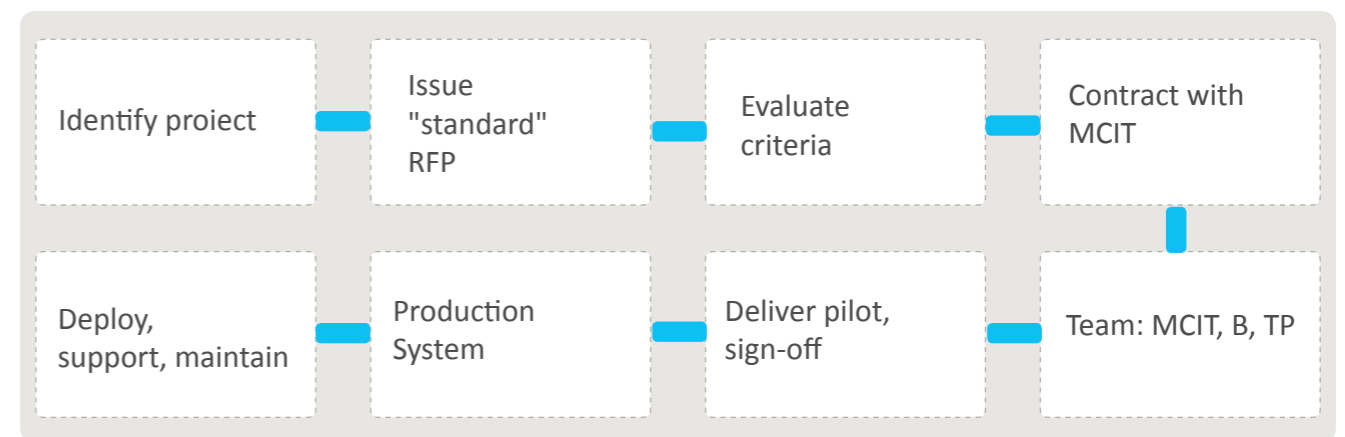 Identify proiect
Issue
"standard"
RFP
Evaluate
criteria
Contract with
MCIT
Deploy,
support, maintain
Production
System
Deliver pilot,
sign-off
Team: MCIT, B, TP